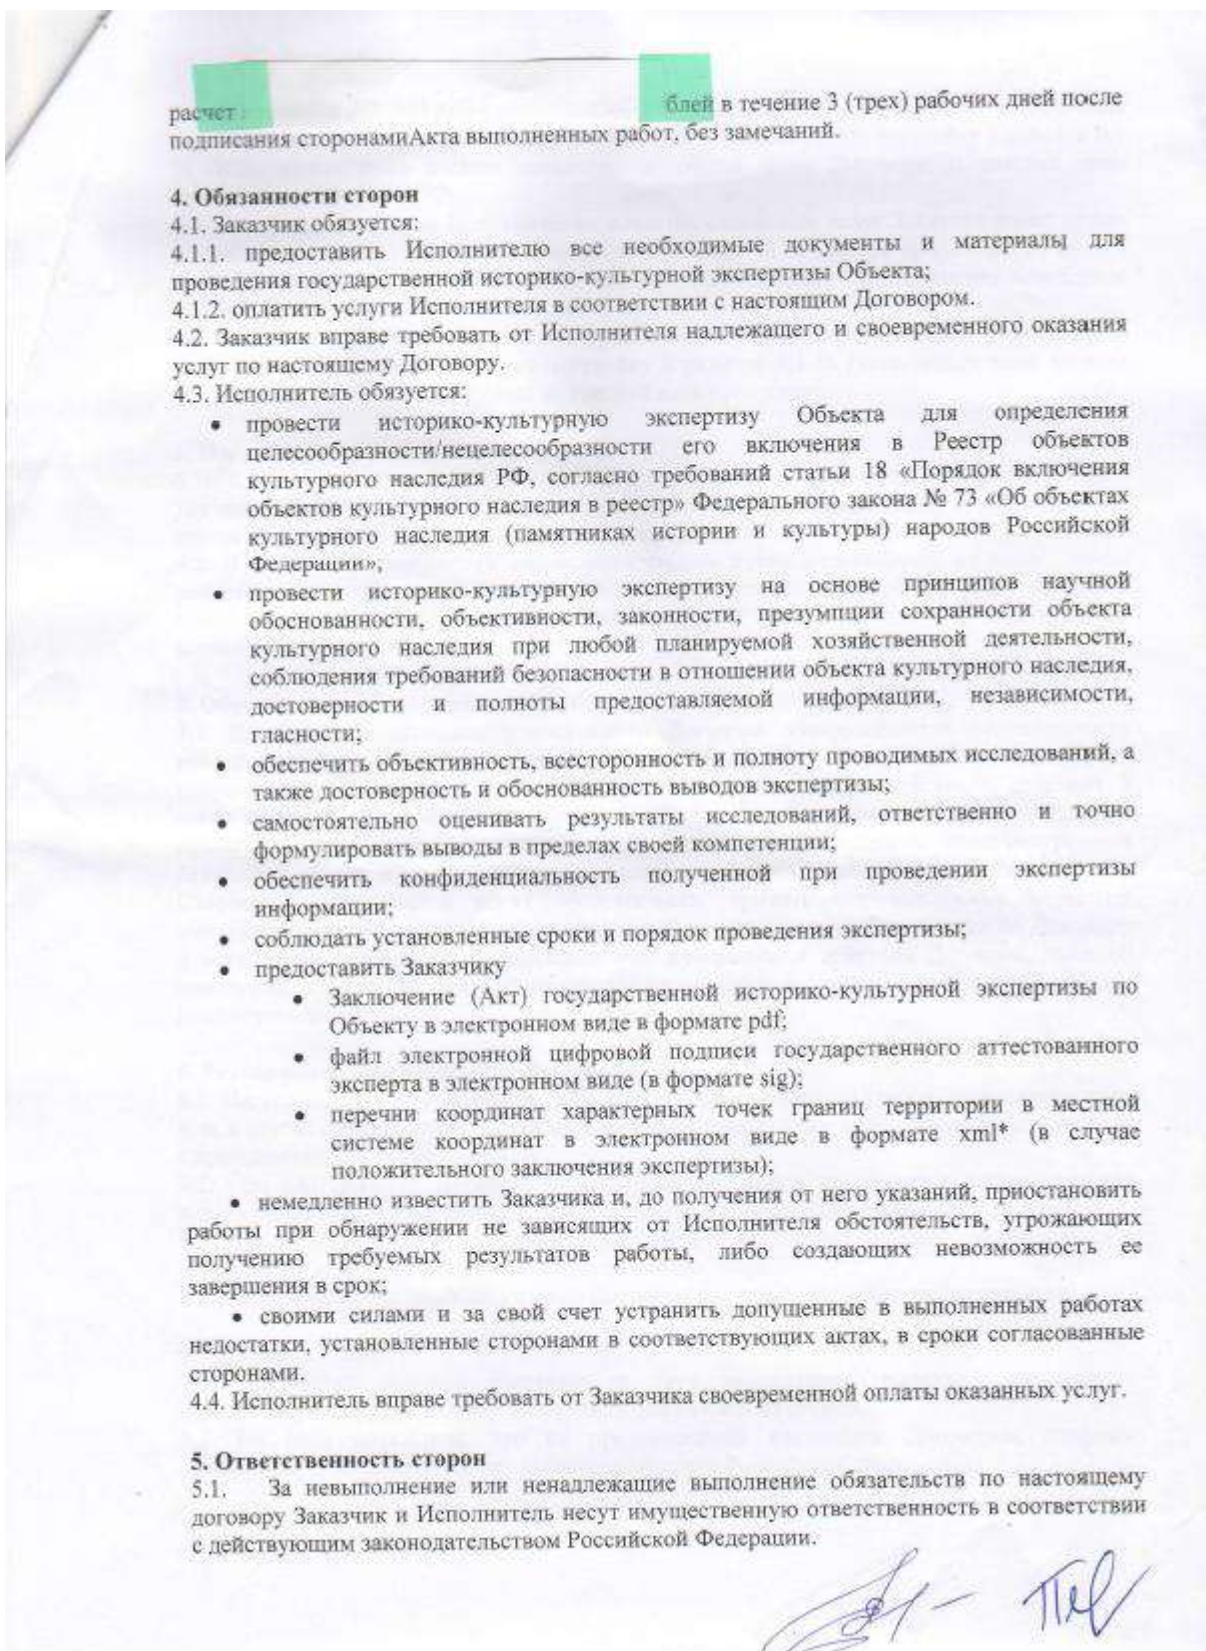 расчет
блей в течение 3 (трех) рабочих дней после
подписания сторонамиАкта выполненных работ, без замечаний.
4. Обязанности сторон
4.1. Заказчик обязуется:
4.1.1. предоставить Исполнителю все необходимые документы и материалы для
проведения государственной историко-культурной экспертизы Объекта;
4.1.2. оплатить услуги Исполнителя в соответствии с настоящим Договором.
4.2. Заказчик вправе требовать от Исполнителя надлежащего и своевременного оказания
услуг по настоящему Договору.
4.3. Исполнитель обязуется:
• провести историко-культурную экспертизу Объекта для определения
целесообразности/нецелесообразности его включения в Реестр объектов
культурного наследия РФ, согласно требований статьи 18 «Порядок включения
объектов культурного наследия в реестр» Федерального закона № 73 «Об объектах
культурного наследия (памятниках истории и культуры) народов Российской
Федерации»;
• провести историко-культурную экспертизу на основе принципов научной
обоснованности, объективности, законности, презумпции сохранности объекта
культурного наследия при любой планируемой хозяйственной деятельности,
соблюдения требований безопасности в отношении объекта культурного наследия,
достоверности и полноты предоставляемой информации, независимости,
гласности;
• обеспечить объективность, всесторонность и полноту проводимых исследований, а
также достоверность и обоснованность выводов экспертизы;
• самостоятельно оценивать результаты исследований, ответственно и точно
формулировать выводы в пределах своей компетенции;
• обеспечить конфиденциальность полученной при проведении экспертизы
информации;
• соблюдать установленные сроки и порядок проведения экспертизы;
• предоставить Заказчику
• Заключение (Акт) государственной историко-культурной экспертизы по
Объекту в электронном виде в формате pdf;
• файл электронной цифровой подписи государственного аттестованного
эксперта в электронном виде (в формате sig);
• перечни координат характерных точек границ территории в местной
системе координат в электронном виде в формате xml* (в случае
положительного заключения экспертизы);
• немедленно известить Заказчика и, до получения от него указаний, приостановить
работы при обнаружении не зависящих от Исполнителя обстоятельств, угрожающих
получению требуемых результатов работы, либо создающих невозможность ее
завершения в срок;
• своими силами и за свой счет устранить допущенные в выполненных работах
недостатки, установленные сторонами в соответствующих актах, в сроки согласованные
сторонами.
4.4. Исполнитель вправе требовать от Заказчика своевременной оплаты оказанных услуг.
5. Ответственность сторон
5.1. За невыполнение или ненадлежащие выполнение обязательств по настоящему
договору Заказчик и Исполнитель несут имущественную ответственность в соответствии
с действующим законодательством Российской Федерации.